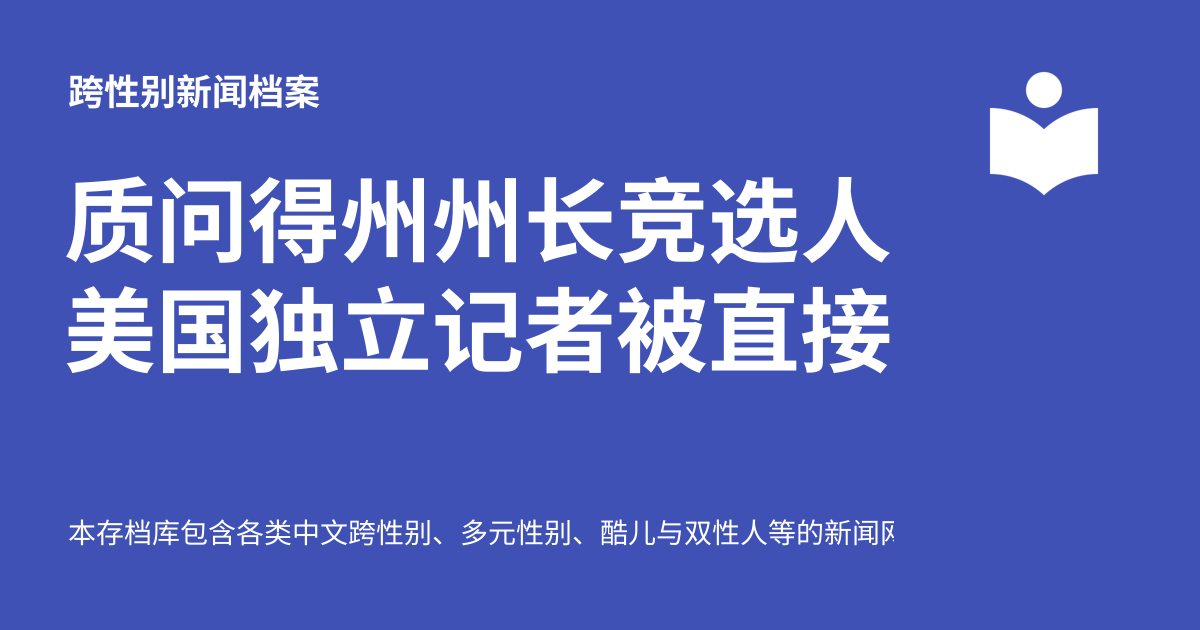 跨性别新闻档案
质问得州州长竞选人
美国独立记者被直接
本存档库包含各类中文跨性别、多元性别、酷儿与双性人等的新闻